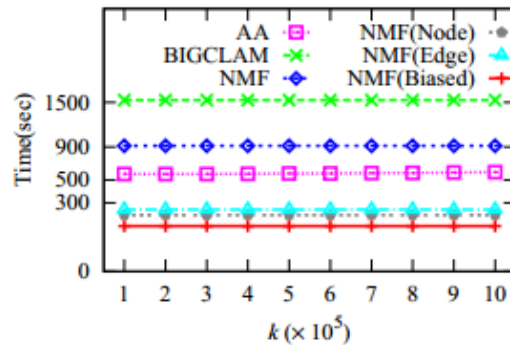 AA
BIGCLAM
NMF
NMF(Node)
NMF(Edge)
NMF(Biased)
Time(sec)
1500
900
500
300
0
1 2 3 4 5 6 7 8 9 10
k (× 10⁵)